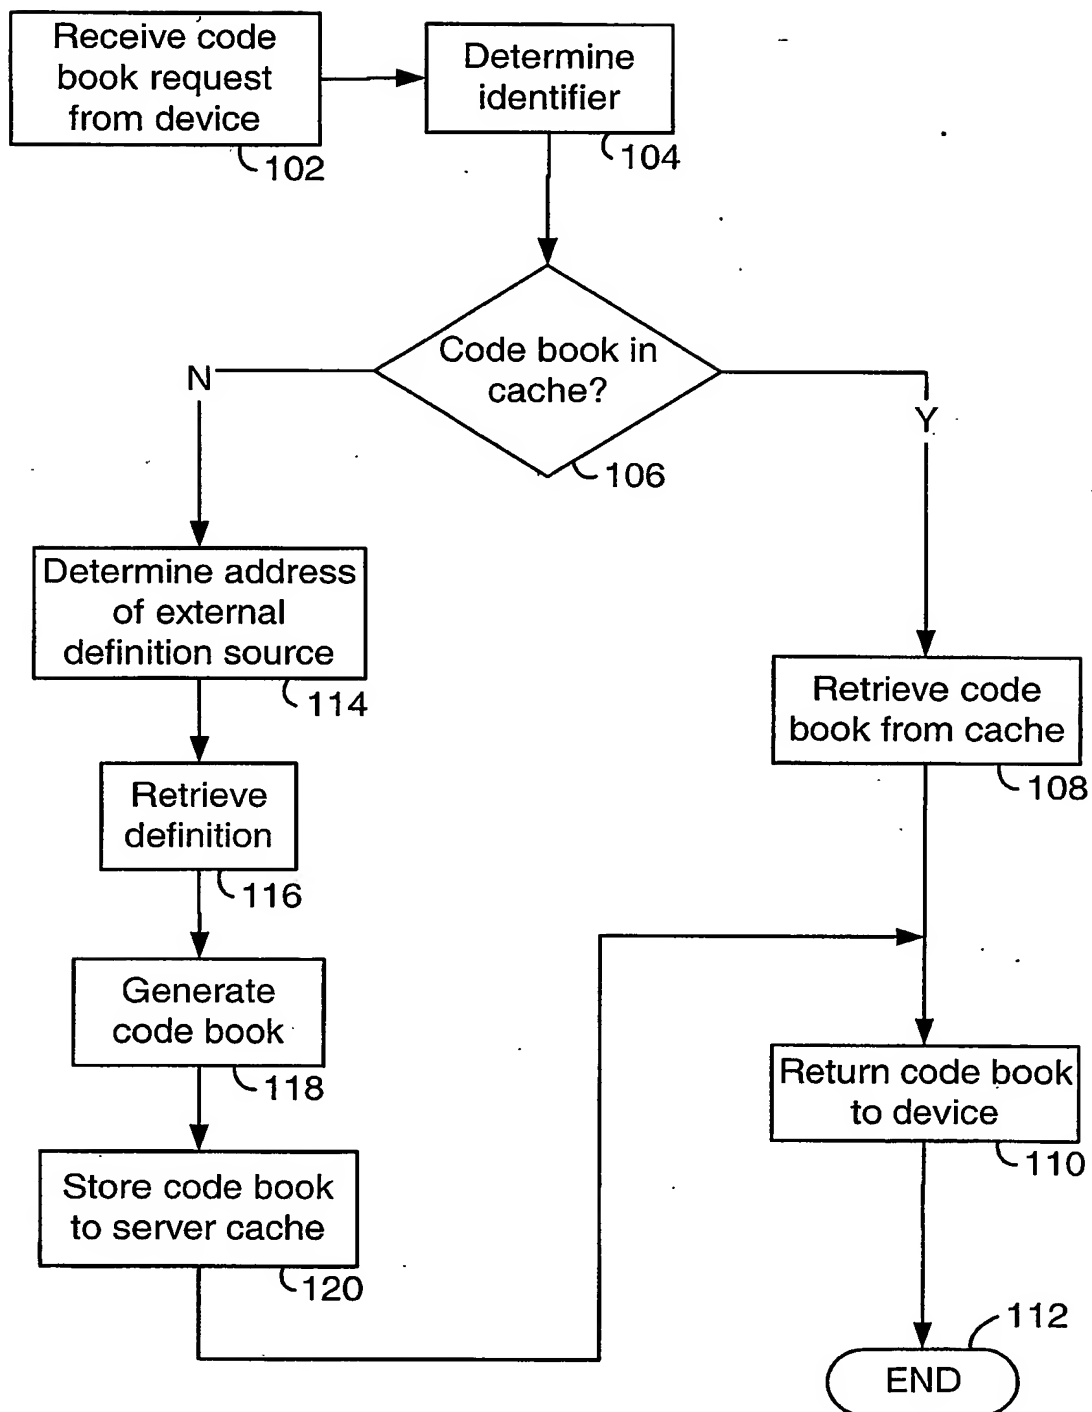 Receive code
book request
from device
102
Determine
identifier
104
Code book in
cache?
106
N
Y
Determine address
of external
definition source
114
Retrieve code
book from cache
108
Retrieve
definition
116
Generate
code book
118
Return code book
to device
110
Store code book
to server cache
120
112
END